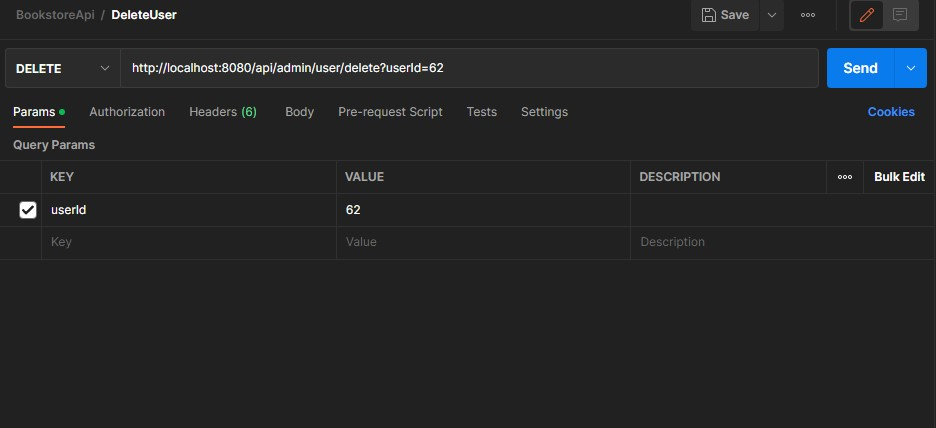 BookstoreApi / DeleteUser Save
DELETE http://localhost:8080/api/admin/user/delete?userId=62 Send
Params Authorization Headers (6) Body Pre-request Script Tests Settings Cookies
Query Params
KEY VALUE DESCRIPTION Bulk Edit
userId 62
Key Value Description